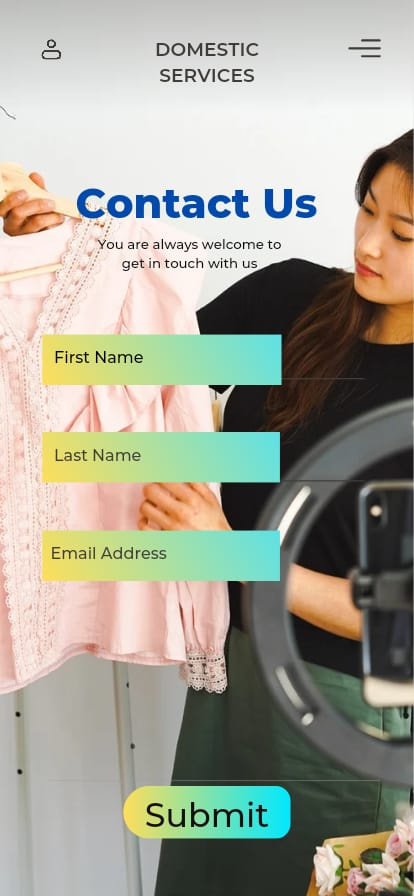 DOMESTIC
SERVICES
Contact Us
You are always welcome to
get in touch with us
First Name
Last Name
Email Address
Submit